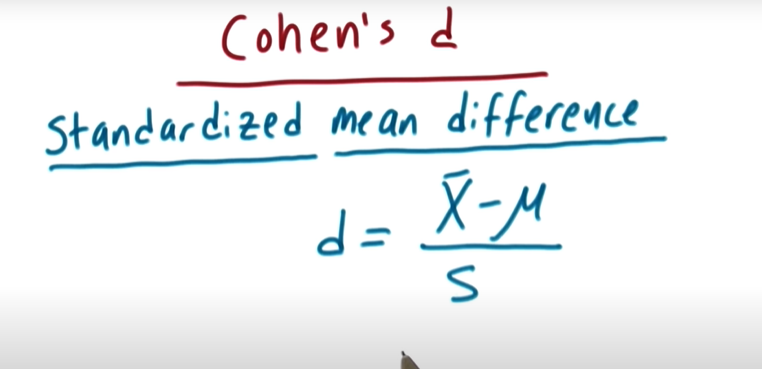 Cohen's d
Standardized mean difference
d = X̄ - μ
S